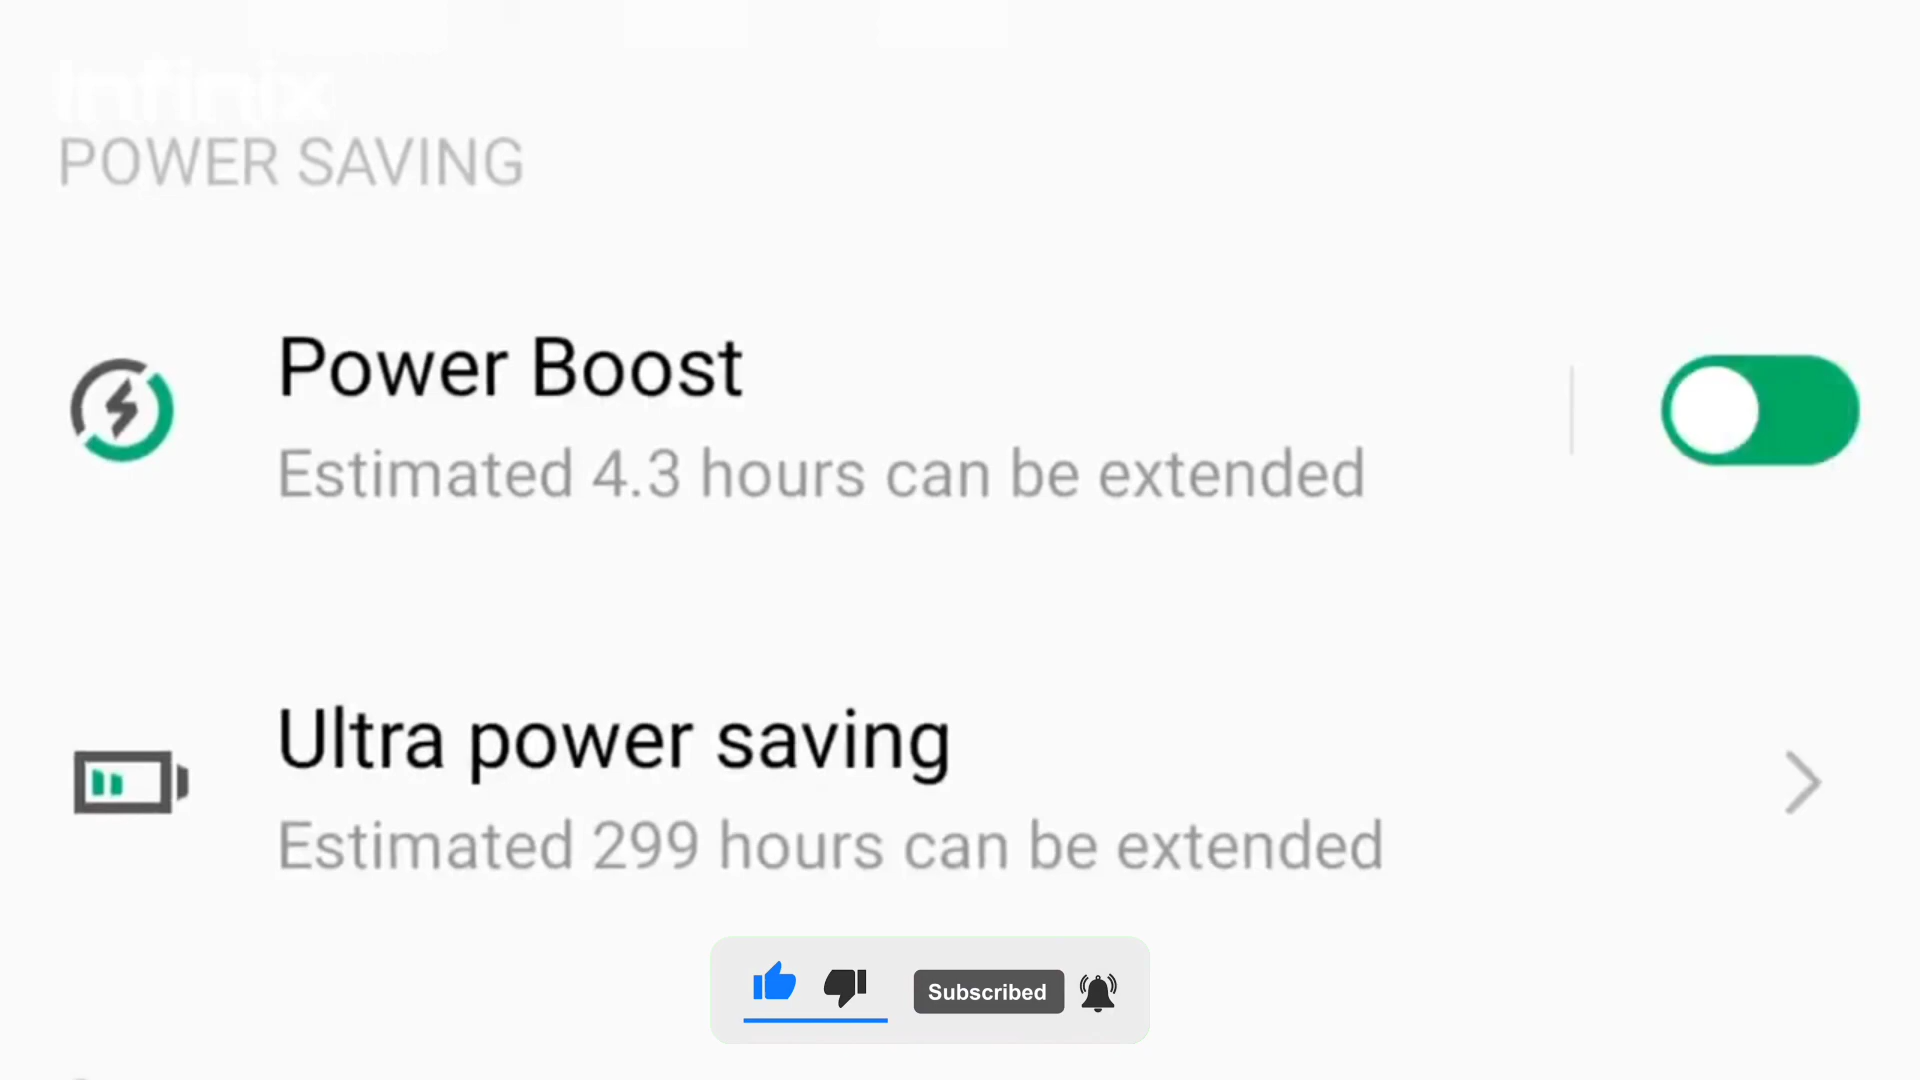 Infinix
POWER SAVING
Power Boost
Estimated 4.3 hours can be extended
Ultra power saving
Estimated 299 hours can be extended
Subscribed